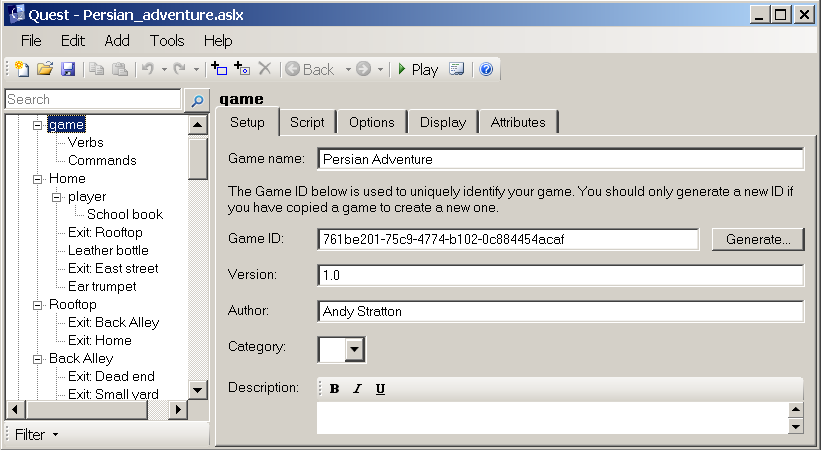 Quest - Persian_adventure.aslx
File Edit Add Tools Help
Back Play
Search
game
Verbs
Commands
Home
player
School book
Exit: Rooftop
Leather bottle
Exit: East street
Ear trumpet
Rooftop
Exit: Back Alley
Exit: Home
Back Alley
Exit: Dead end
Exit: Small yard
Filter
game
Setup Script Options Display Attributes
Game name: Persian Adventure
The Game ID below is used to uniquely identify your game. You should only generate a new ID if
you have copied a game to create a new one.
Game ID: 761be201-75c9-4774-b102-0c884454acaf Generate...
Version: 1.0
Author: Andy Stratton
Category:
Description: B I U